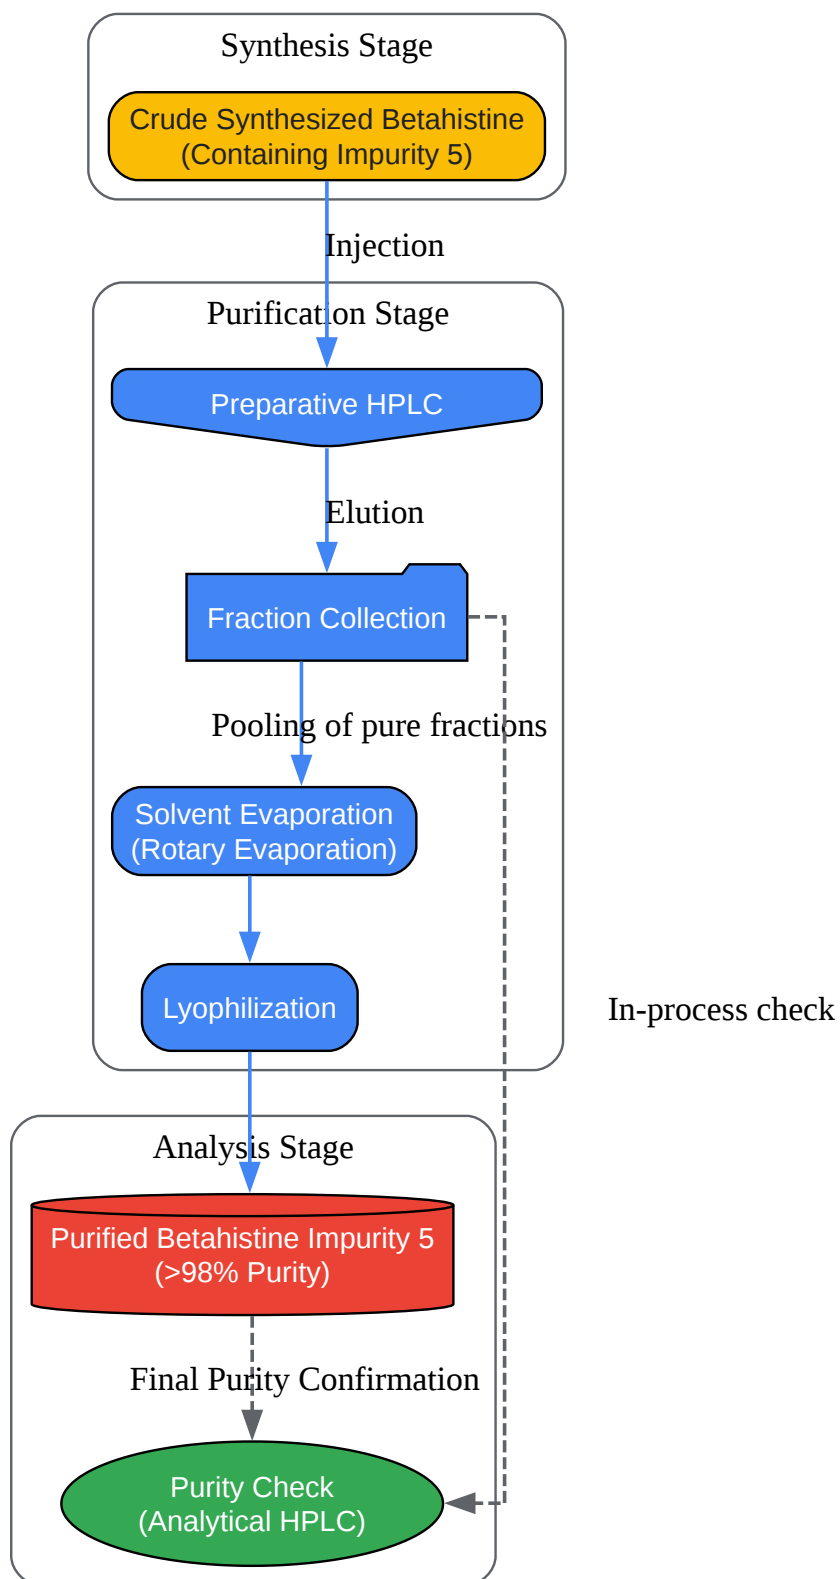 Synthesis Stage
Crude Synthesized Betahistine
(Containing Impurity 5)
Injection
Purification Stage
Preparative HPLC
Elution
Fraction Collection
Pooling of pure fractions
Solvent Evaporation
(Rotary Evaporation)
Lyophilization
In-process check
Analysis Stage
Purified Betahistine Impurity 5
(>98% Purity)
Final Purity Confirmation
Purity Check
(Analytical HPLC)